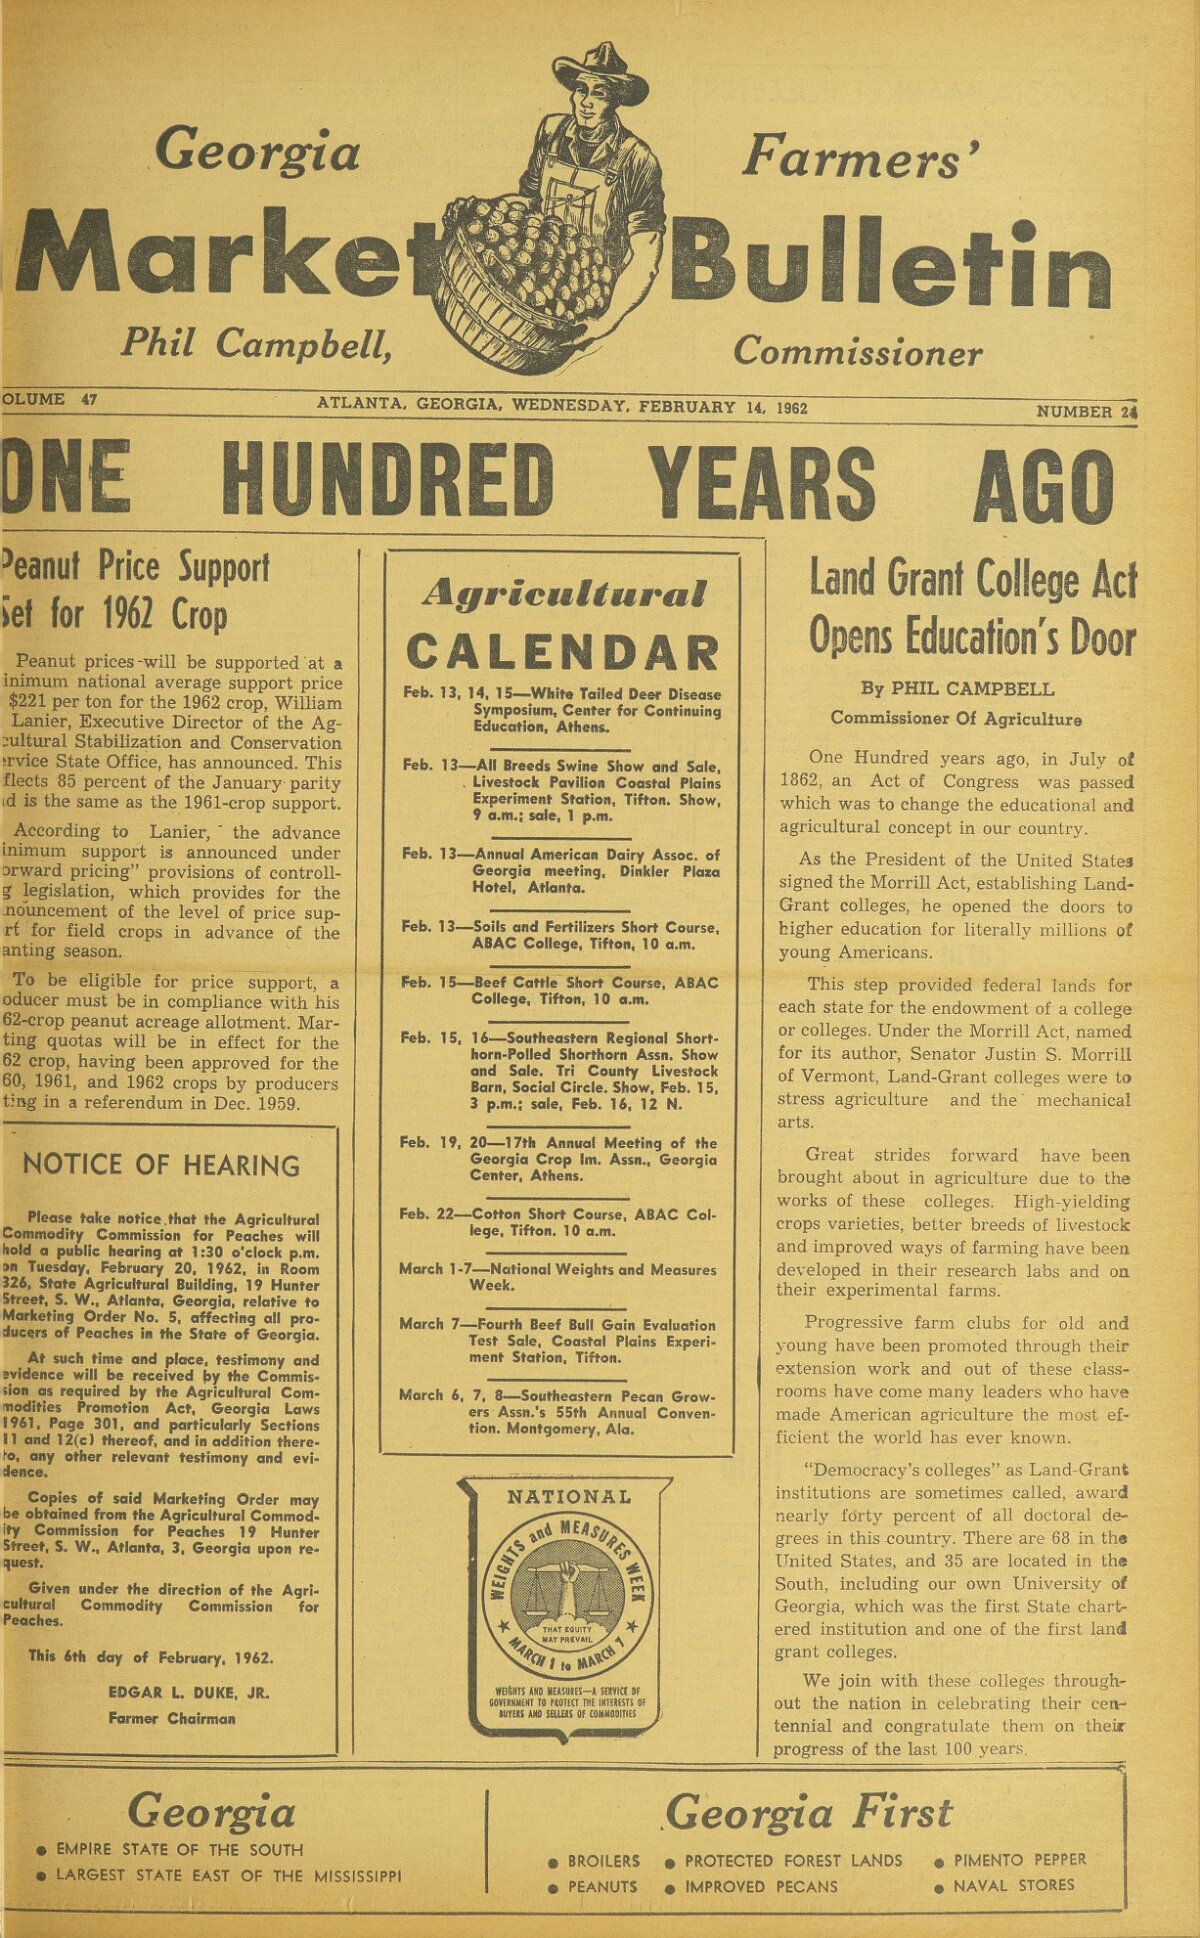 Georgia
Farmers'
Market Bulletin
Phil Campbell,
Commissioner
OLUME 47
ATLANTA, GEORGIA, WEDNESDAY, FEBRUARY 14, 1962
NUMBER 24
ONE HUNDRED YEARS AGO
Peanut Price Support
Set for 1962 Crop
Peanut prices will be supported at a
inimum national average support price
$221 per ton for the 1962 crop, William
Lanier, Executive Director of the Ag-
cultural Stabilization and Conservation
ervice State Office, has announced. This
flects 85 percent of the January parity
d is the same as the 1961-crop support.
According to Lanier, the advance
inimum support is announced under
orward pricing" provisions of controll-
g legislation, which provides for the
nouncement of the level of price sup-
rt for field crops in advance of the
anting season.
To be eligible for price support, a
oducer must be in compliance with his
62-crop peanut acreage allotment. Mar-
ting quotas will be in effect for the
62 crop, having been approved for the
60, 1961, and 1962 crops by producers
ting in a referendum in Dec. 1959.
NOTICE OF HEARING
Please take notice that the Agricultural
Commodity Commission for Peaches will
hold a public hearing at 1:30 o'clock p.m.
on Tuesday, February 20, 1962, in Room
326, State Agricultural Building, 19 Hunter
Street, S. W., Atlanta, Georgia, relative to
Marketing Order No. 5, affecting all pro-
ducers of Peaches in the State of Georgia.
At such time and place, testimony and
evidence will be received by the Commis-
sion as required by the Agricultural Com-
modities Promotion Act, Georgia Laws
1961, Page 301, and particularly Sections
11 and 12(c) thereof, and in addition there-
to, any other relevant testimony and evi-
dence.
Copies of said Marketing Order may
be obtained from the Agricultural Commod-
ity Commission for Peaches 19 Hunter
Street, S. W., Atlanta, 3, Georgia upon re-
quest.
Given under the direction of the Agri-
cultural Commodity Commission for
Peaches.
This 6th day of February, 1962.
EDGAR L. DUKE, JR.
Farmer Chairman
Agricultural
CALENDAR
Feb. 13, 14, 15—White Tailed Deer Disease
Symposium, Center for Continuing
Education, Athens.
Feb. 13—All Breeds Swine Show and Sale,
Livestock Pavilion Coastal Plains
Experiment Station, Tifton. Show,
9 a.m.; sale, 1 p.m.
Feb. 13—Annual American Dairy Assoc. of
Georgia meeting, Dinkler Plaza
Hotel, Atlanta.
Feb. 13—Soils and Fertilizers Short Course,
ABAC College, Tifton, 10 a.m.
Feb. 15—Beef Cattle Short Course, ABAC
College, Tifton, 10 a.m.
Feb. 15, 16—Southeastern Regional Short-
horn-Polled Shorthorn Assn. Show
and Sale. Tri County Livestock
Barn, Social Circle. Show, Feb. 15,
3 p.m.; sale, Feb. 16, 12 N.
Feb. 19, 20—17th Annual Meeting of the
Georgia Crop Im. Assn., Georgia
Center, Athens.
Feb. 22—Cotton Short Course, ABAC Col-
lege, Tifton. 10 a.m.
March 1-7—National Weights and Measures
Week.
March 7—Fourth Beef Bull Gain Evaluation
Test Sale, Coastal Plains Experi-
ment Station, Tifton.
March 6, 7, 8—Southeastern Pecan Grow-
ers Assn.'s 55th Annual Conven-
tion. Montgomery, Ala.
NATIONAL
WEIGHTS and MEASURES WEEK
THAT EQUITY
MAY PREVAIL
MARCH 1 to MARCH 7
WEIGHTS AND MEASURES—A SERVICE OF
GOVERNMENT TO PROTECT THE INTERESTS OF
BUYERS AND SELLERS OF COMMODITIES
Land Grant College Act
Opens Education's Door
By PHIL CAMPBELL
Commissioner Of Agriculture
One Hundred years ago, in July of
1862, an Act of Congress was passed
which was to change the educational and
agricultural concept in our country.
As the President of the United States
signed the Morrill Act, establishing Land-
Grant colleges, he opened the doors to
higher education for literally millions of
young Americans.
This step provided federal lands for
each state for the endowment of a college
or colleges. Under the Morrill Act, named
for its author, Senator Justin S. Morrill
of Vermont, Land-Grant colleges were to
stress agriculture and the mechanical
arts.
Great strides forward have been
brought about in agriculture due to the
works of these colleges. High-yielding
crops varieties, better breeds of livestock
and improved ways of farming have been
developed in their research labs and on
their experimental farms.
Progressive farm clubs for old and
young have been promoted through their
extension work and out of these class-
rooms have come many leaders who have
made American agriculture the most ef-
ficient the world has ever known.
"Democracy's colleges" as Land-Grant
institutions are sometimes called, award
nearly forty percent of all doctoral de-
grees in this country. There are 68 in the
United States, and 35 are located in the
South, including our own University of
Georgia, which was the first State chart-
ered institution and one of the first land
grant colleges.
We join with these colleges through-
out the nation in celebrating their cen-
tennial and congratulate them on their
progress of the last 100 years.
Georgia
● EMPIRE STATE OF THE SOUTH
● LARGEST STATE EAST OF THE MISSISSIPPI
Georgia First
● BROILERS ● PROTECTED FOREST LANDS ● PIMENTO PEPPER
● PEANUTS ● IMPROVED PECANS ● NAVAL STORES